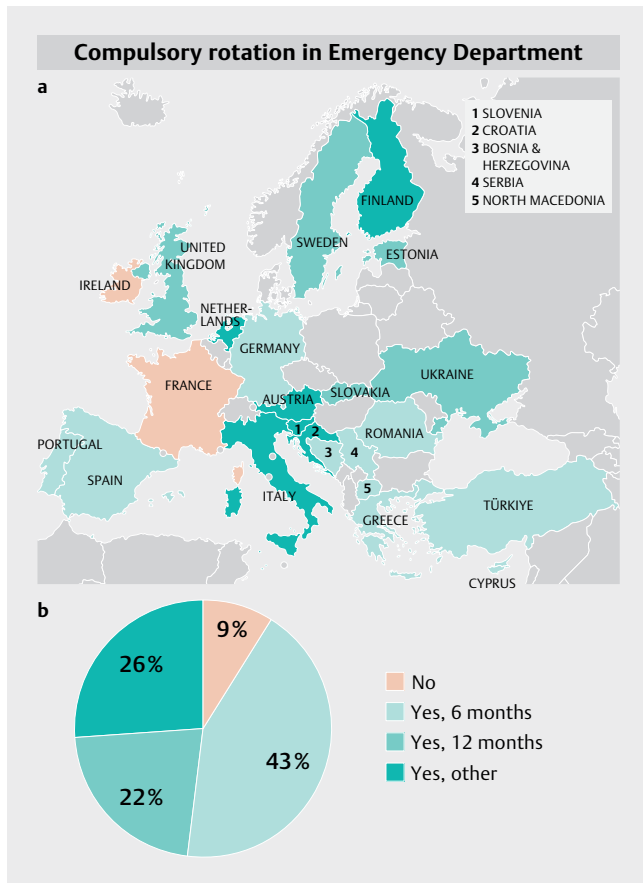 Compulsory rotation in Emergency Department
a
1 SLOVENIA
2 CROATIA
3 BOSNIA &
HERZEGOVINA
4 SERBIA
5 NORTH MACEDONIA
FINLAND
SWEDEN
ESTONIA
UNITED
KINGDOM
IRELAND
NETHER-
LANDS
GERMANY
FRANCE
UKRAINE
SLOVAKIA
AUSTRIA
1
2
ROMANIA
3
4
PORTUGAL
SPAIN
ITALY
5
GREECE
TÜRKIYE
CYPRUS
b
9%
26%
43%
22%
No
Yes, 6 months
Yes, 12 months
Yes, other